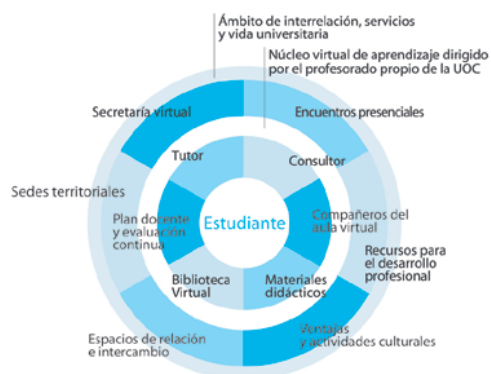 Ámbito de interrelación, servicios
y vida universitaria
Núcleo virtual de aprendizaje dirigido
por el profesorado propio de la UOC
Secretaría virtual
Encuentros presenciales
Tutor
Consultor
Sedes territoriales
Plan docente
y evaluación
continua
Estudiante
Compañeros del
aula virtual
Recursos para
el desarrollo
profesional
Biblioteca
Virtual
Materiales
didácticos
Espacios de relación
e intercambio
Ventajas
y actividades culturales